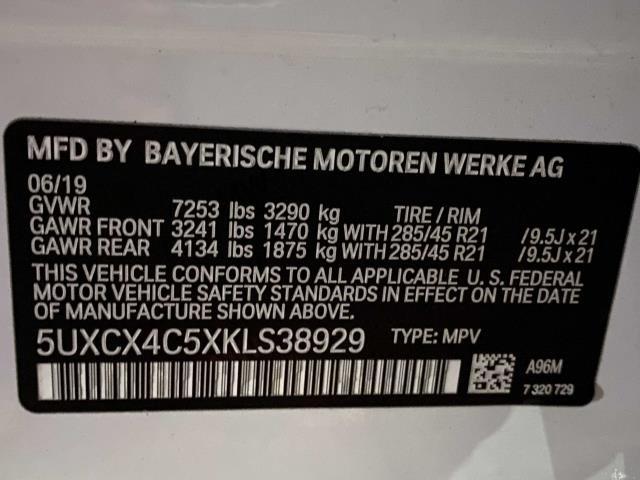 MFD BY BAYERISCHE MOTOREN WERKE AG
06/19
GVWR 7253 lbs 3290 kg TIRE / RIM
GAWR FRONT 3241 lbs 1470 kg WITH 285/45 R21 /9.5J x 21
GAWR REAR 4134 lbs 1875 kg WITH 285/45 R21 /9.5J x 21
THIS VEHICLE CONFORMS TO ALL APPLICABLE U. S. FEDERAL
MOTOR VEHICLE SAFETY STANDARDS IN EFFECT ON THE DATE
OF MANUFACTURE SHOWN ABOVE.
5UXCX4C5XKLS38929 TYPE: MPV
A96M
7 320 729